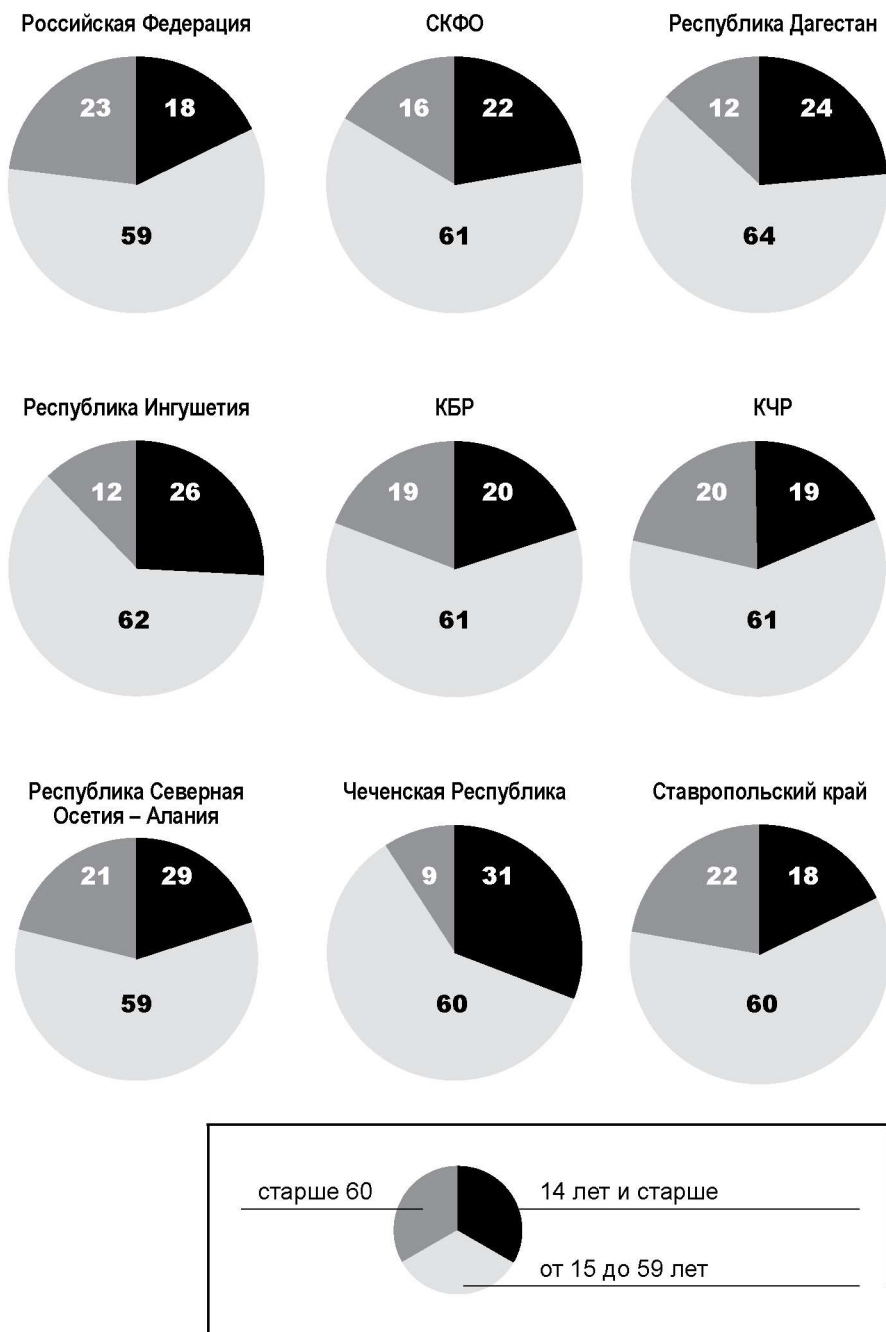 Российская Федерация
23 18
59
СКФО
16 22
61
Республика Дагестан
12 24
64
Республика Ингушетия
12 26
62
КБР
19 20
61
КЧР
20 19
61
Республика Северная
Осетия – Алания
21 29
59
Чеченская Республика
9 31
60
Ставропольский край
22 18
60
старше 60
14 лет и старше
от 15 до 59 лет